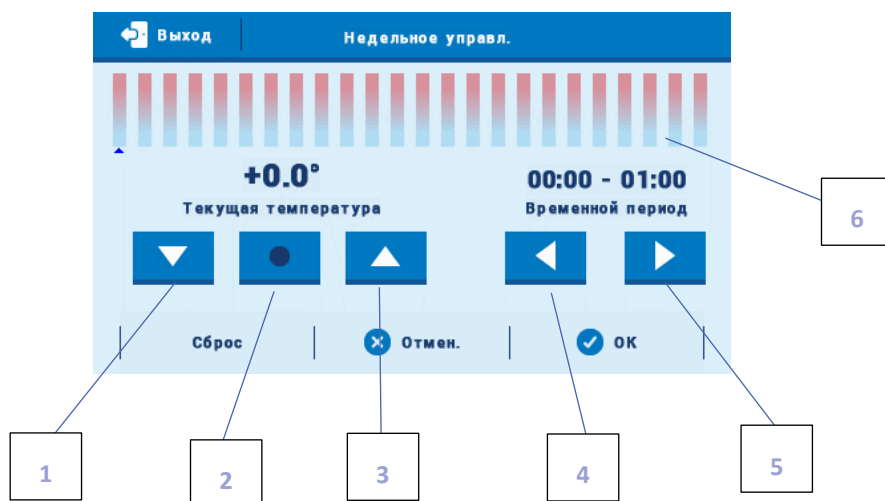 Выход
Недельное управл.
+0.0°
00:00 - 01:00
Текущая температура
Временной период
6
Сброс
Отмен.
ОК
1
2
3
4
5